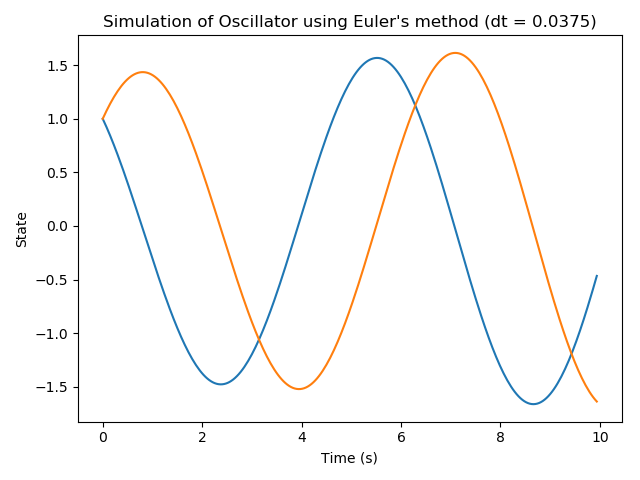 Simulation of Oscillator using Euler's method (dt = 0.0375)
1.5
1.0
0.5
0.0
−0.5
−1.0
−1.5
State
0 2 4 6 8 10
Time (s)